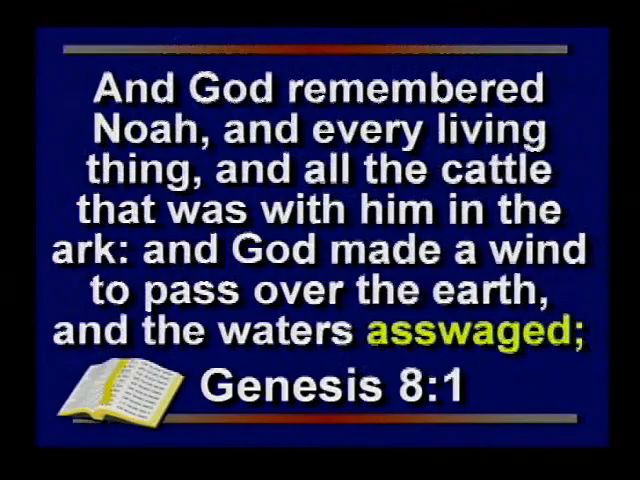 And God remembered
Noah, and every living
thing, and all the cattle
that was with him in the
ark: and God made a wind
to pass over the earth,
and the waters asswaged;
Genesis 8:1